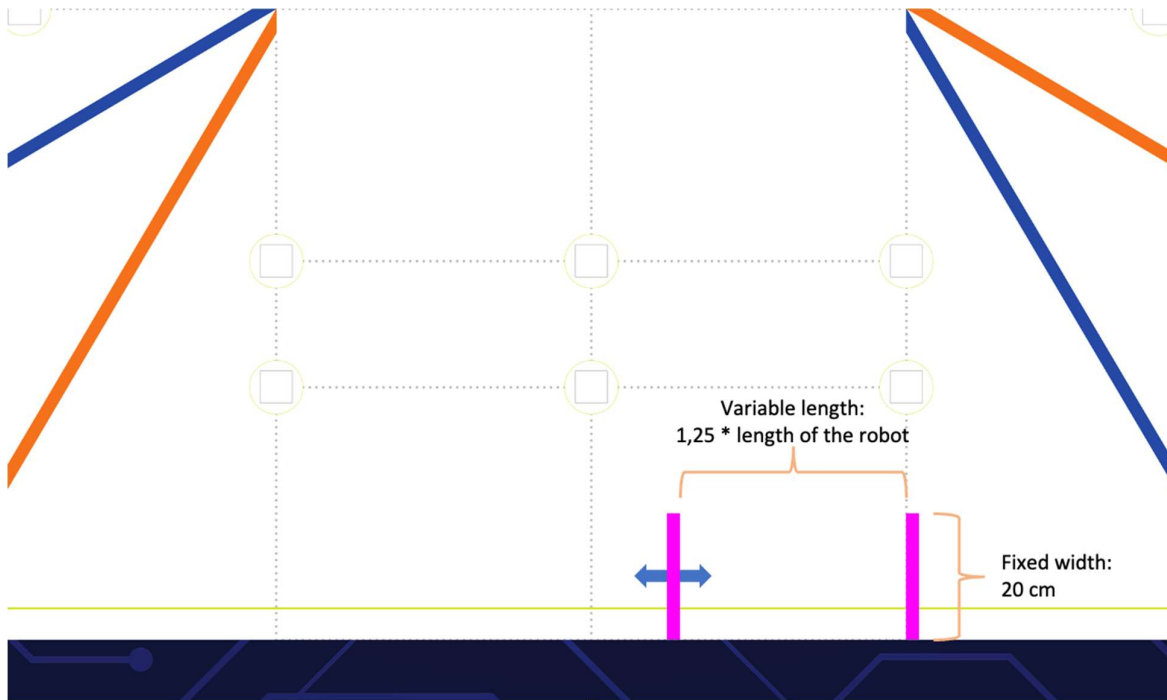 Variable length:
1,25 * length of the robot
Fixed width:
20 cm